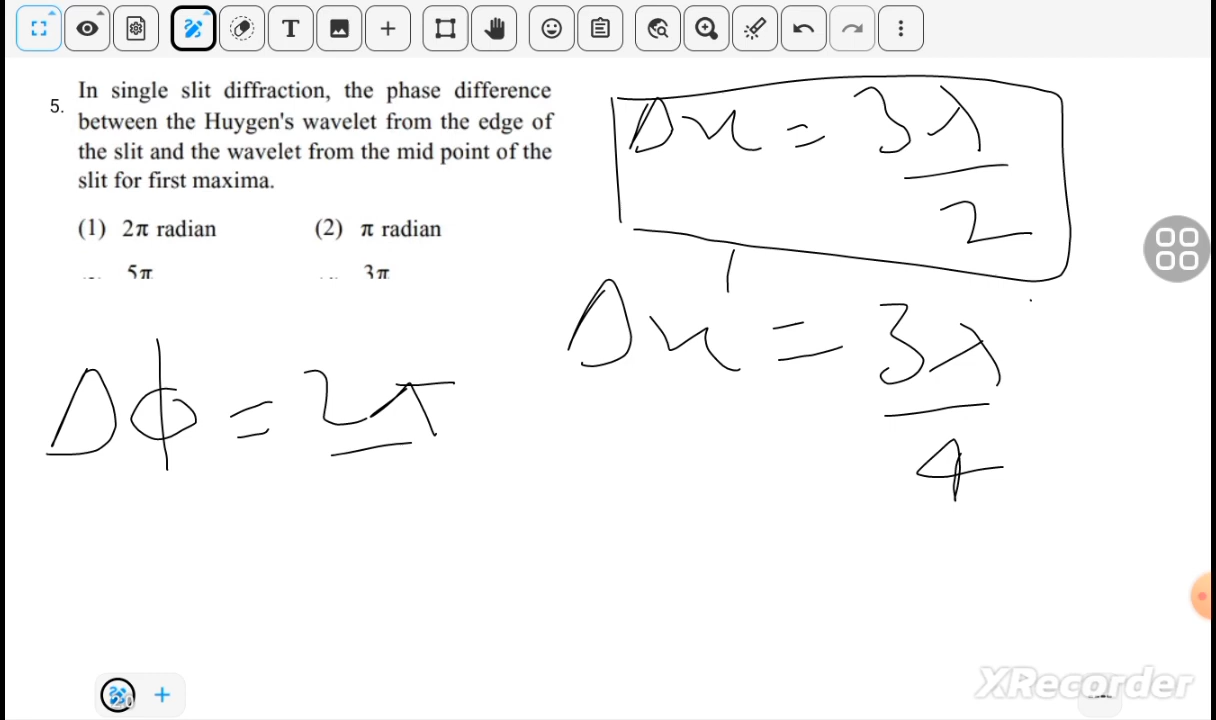 T
5. In single slit diffraction, the phase difference
between the Huygen's wavelet from the edge of
the slit and the wavelet from the mid point of the
slit for first maxima.
(1) 2π radian (2) π radian
5π 3π
Δx = 3λ
2
Δx' = 3λ
4
Δϕ = 2π
XRecorder